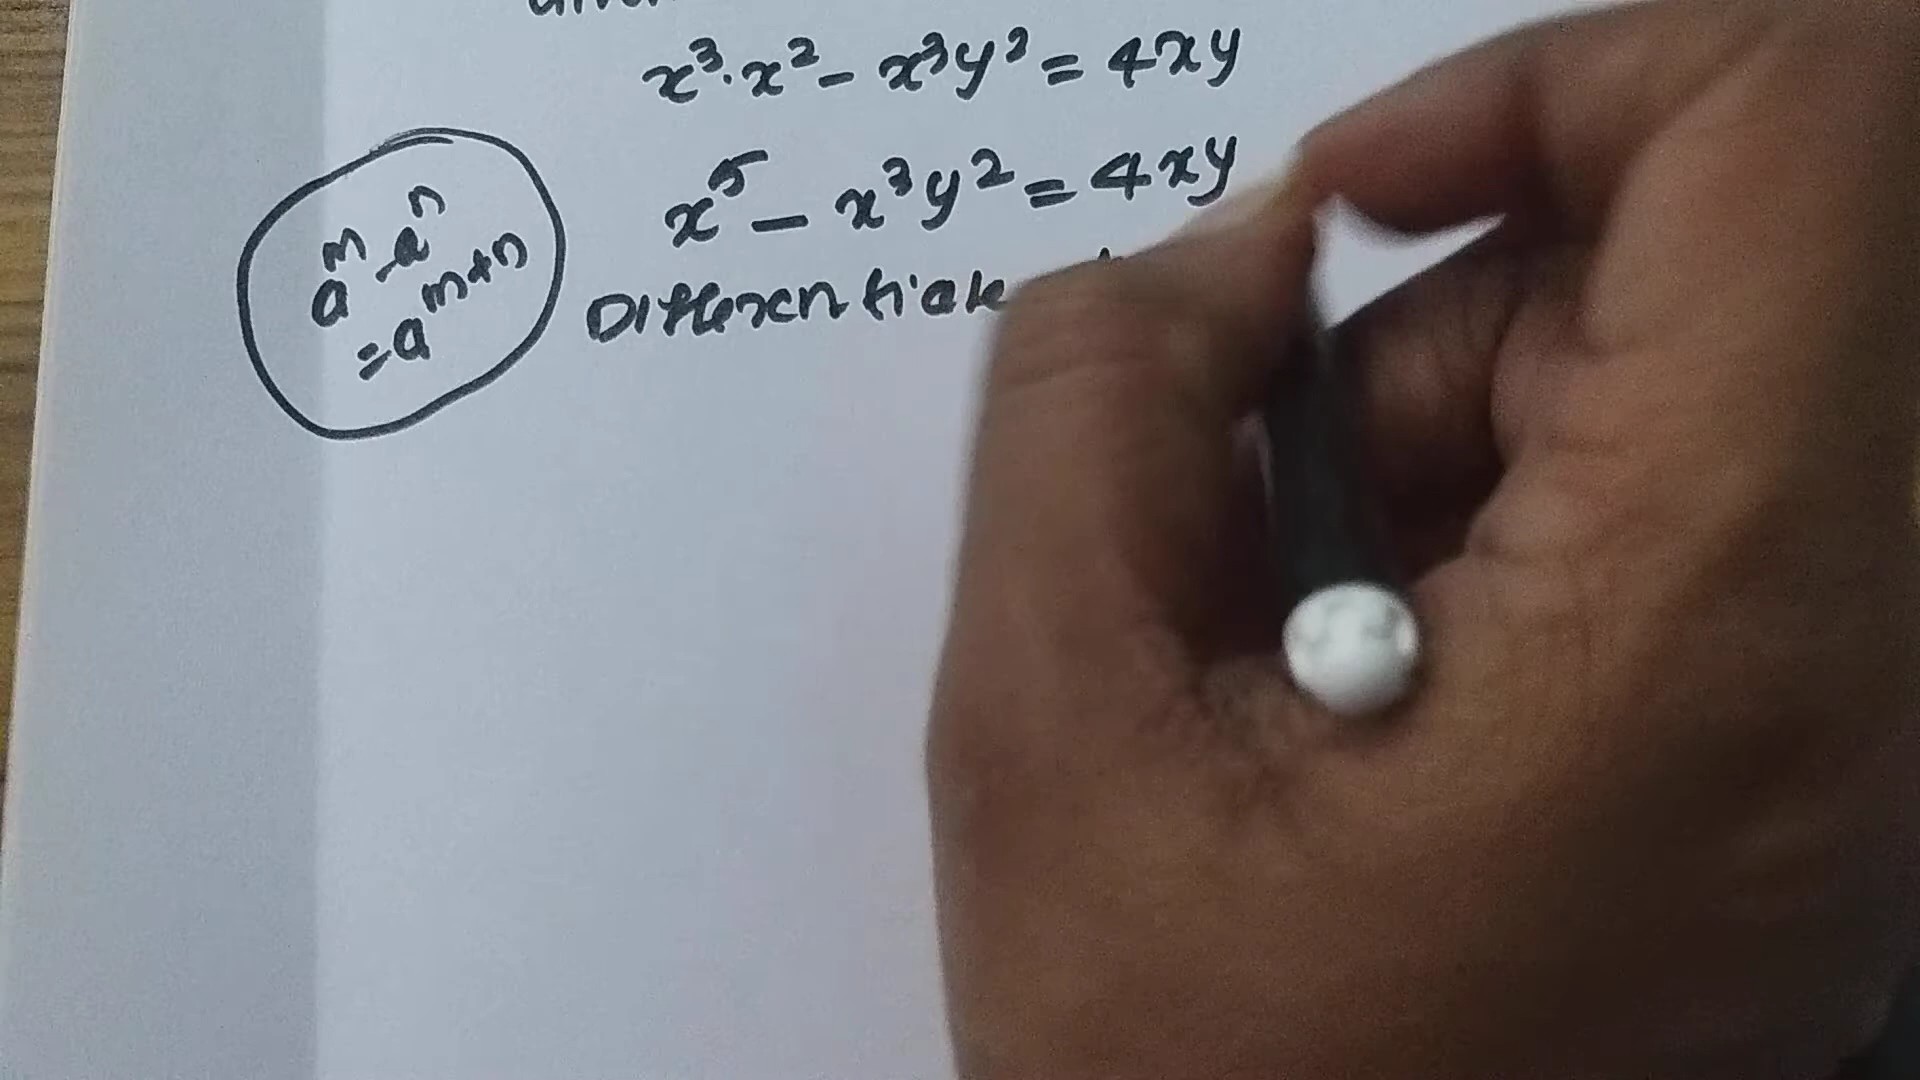 x³·x² - x³y² = 4xy
x⁵ - x³y² = 4xy
aᵐ·aⁿ
= aᵐ⁺ⁿ
Differentiate